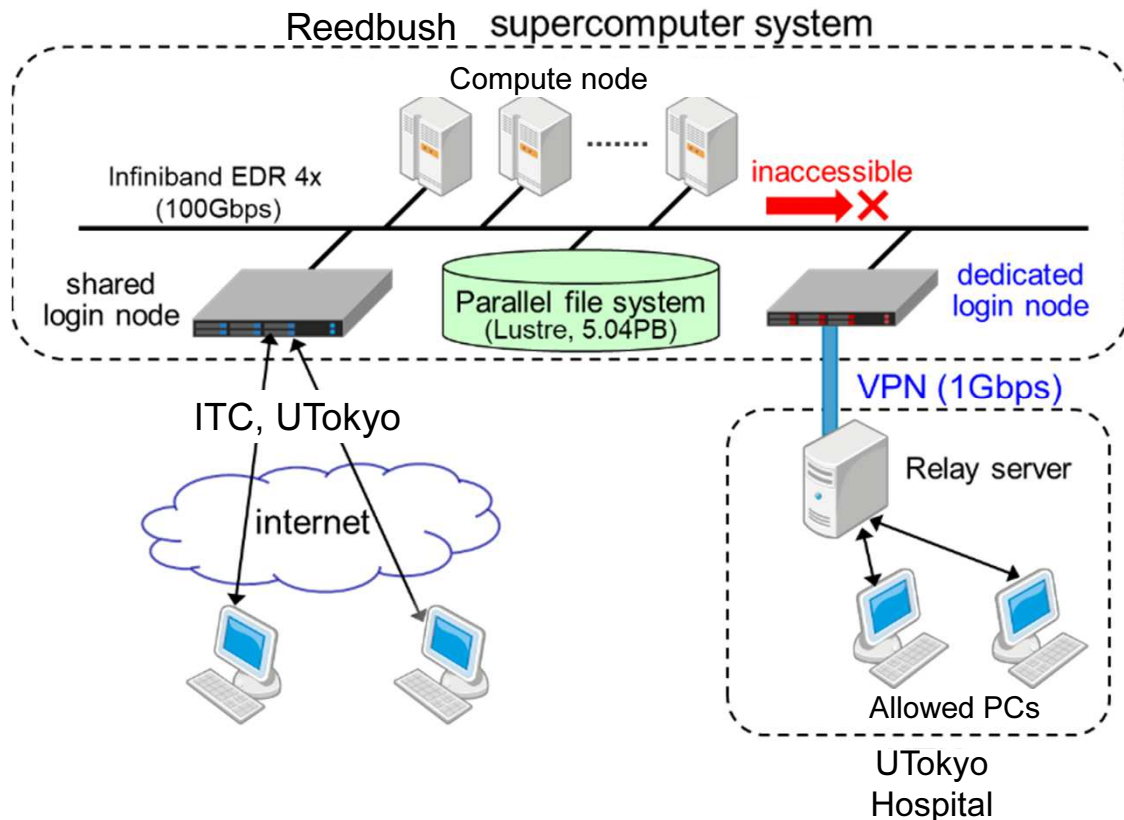 Reedbush supercomputer system
Compute node
Infiniband EDR 4x
(100Gbps)
inaccessible
shared
login node
Parallel file system
(Lustre, 5.04PB)
dedicated
login node
VPN (1Gbps)
ITC, UTokyo
internet
Relay server
Allowed PCs
UTokyo
Hospital